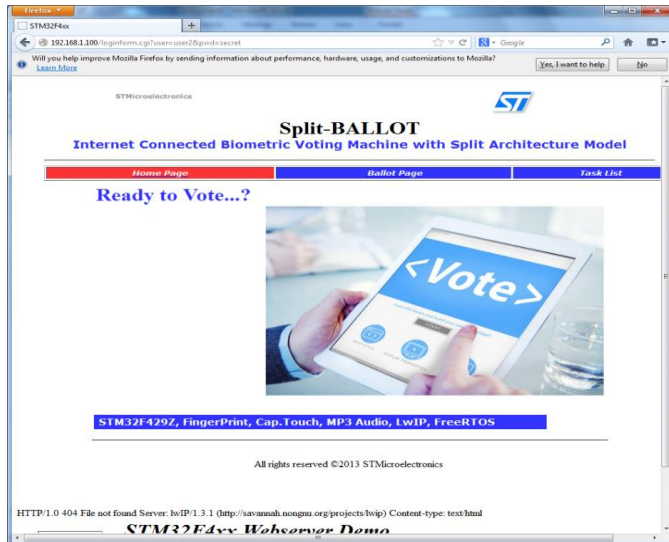 Firefox
STM32F4xx
192.168.1.100/loginform.cgi?user=user2&pwd=secret
Google
Will you help improve Mozilla Firefox by sending information about performance, hardware, usage, and customizations to Mozilla?
Learn More
Yes, I want to help
No
STMicroelectronics
ST
Split-BALLOT
Internet Connected Biometric Voting Machine with Split Architecture Model
Home Page
Ballot Page
Task List
Ready to Vote...?
<Vote>
STM32F429Z, FingerPrint, Cap.Touch, MP3 Audio, LwIP, FreeRTOS
All rights reserved ©2013 STMicroelectronics
HTTP/1.0 404 File not found Server: lwIP/1.3.1 (http://savannah.nongnu.org/projects/lwip) Content-type: text/html
STM32F4xx Webserver Demo